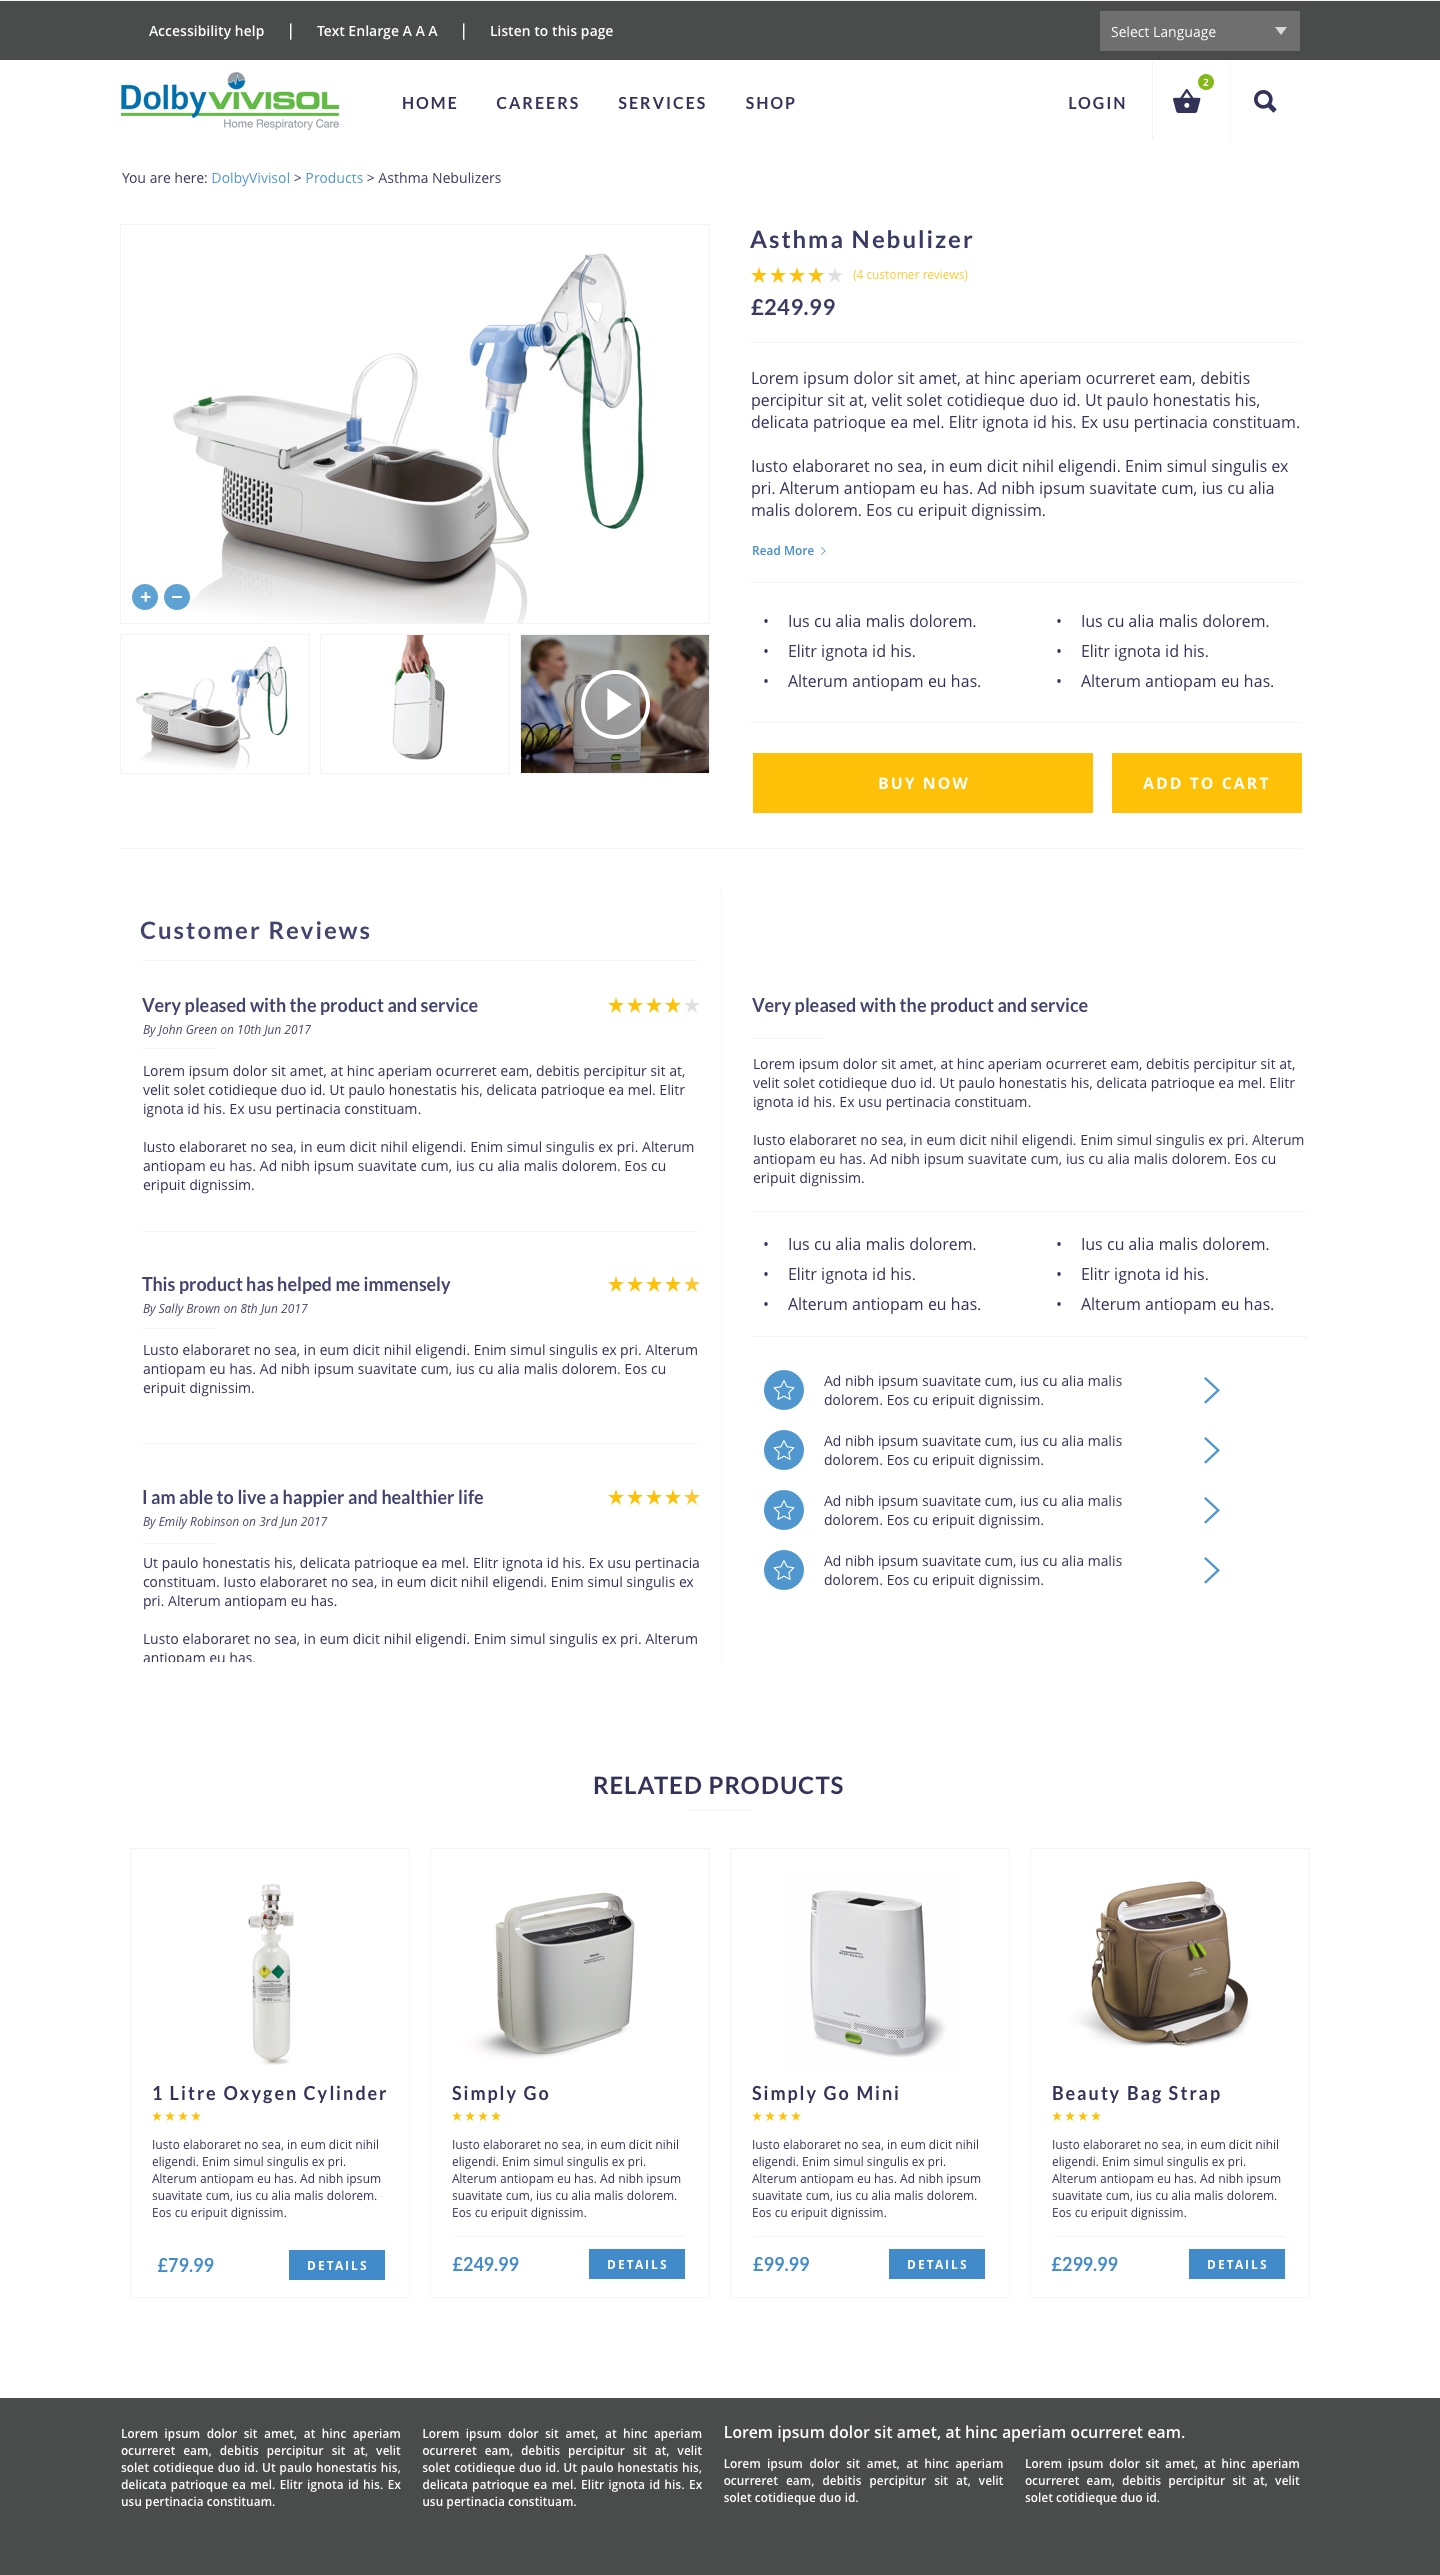 Accessibility help | Text Enlarge A A A | Listen to this page
Select Language
DolbyVIVISOL
Home Respiratory Care
HOME CAREERS SERVICES SHOP
LOGIN
2
You are here: DolbyVivisol > Products > Asthma Nebulizers
Asthma Nebulizer
(4 customer reviews)
£249.99
Lorem ipsum dolor sit amet, at hinc aperiam ocurreret eam, debitis
percipitur sit at, velit solet cotidieque duo id. Ut paulo honestatis his,
delicata patrioque ea mel. Elitr ignota id his. Ex usu pertinacia constituam.
Iusto elaboraret no sea, in eum dicit nihil eligendi. Enim simul singulis ex
pri. Alterum antiopam eu has. Ad nibh ipsum suavitate cum, ius cu alia
malis dolorem. Eos cu eripuit dignissim.
Read More >
• Ius cu alia malis dolorem.
• Elitr ignota id his.
• Alterum antiopam eu has.
• Ius cu alia malis dolorem.
• Elitr ignota id his.
• Alterum antiopam eu has.
BUY NOW
ADD TO CART
Customer Reviews
Very pleased with the product and service
By John Green on 10th Jun 2017
Lorem ipsum dolor sit amet, at hinc aperiam ocurreret eam, debitis percipitur sit at,
velit solet cotidieque duo id. Ut paulo honestatis his, delicata patrioque ea mel. Elitr
ignota id his. Ex usu pertinacia constituam.
Iusto elaboraret no sea, in eum dicit nihil eligendi. Enim simul singulis ex pri. Alterum
antiopam eu has. Ad nibh ipsum suavitate cum, ius cu alia malis dolorem. Eos cu
eripuit dignissim.
This product has helped me immensely
By Sally Brown on 8th Jun 2017
Lusto elaboraret no sea, in eum dicit nihil eligendi. Enim simul singulis ex pri. Alterum
antiopam eu has. Ad nibh ipsum suavitate cum, ius cu alia malis dolorem. Eos cu
eripuit dignissim.
I am able to live a happier and healthier life
By Emily Robinson on 3rd Jun 2017
Ut paulo honestatis his, delicata patrioque ea mel. Elitr ignota id his. Ex usu pertinacia
constituam. Iusto elaboraret no sea, in eum dicit nihil eligendi. Enim simul singulis ex
pri. Alterum antiopam eu has.
Lusto elaboraret no sea, in eum dicit nihil eligendi. Enim simul singulis ex pri. Alterum
antiopam eu has.
Very pleased with the product and service
Lorem ipsum dolor sit amet, at hinc aperiam ocurreret eam, debitis percipitur sit at,
velit solet cotidieque duo id. Ut paulo honestatis his, delicata patrioque ea mel. Elitr
ignota id his. Ex usu pertinacia constituam.
Iusto elaboraret no sea, in eum dicit nihil eligendi. Enim simul singulis ex pri. Alterum
antiopam eu has. Ad nibh ipsum suavitate cum, ius cu alia malis dolorem. Eos cu
eripuit dignissim.
• Ius cu alia malis dolorem.
• Elitr ignota id his.
• Alterum antiopam eu has.
• Ius cu alia malis dolorem.
• Elitr ignota id his.
• Alterum antiopam eu has.
Ad nibh ipsum suavitate cum, ius cu alia malis
dolorem. Eos cu eripuit dignissim.
Ad nibh ipsum suavitate cum, ius cu alia malis
dolorem. Eos cu eripuit dignissim.
Ad nibh ipsum suavitate cum, ius cu alia malis
dolorem. Eos cu eripuit dignissim.
Ad nibh ipsum suavitate cum, ius cu alia malis
dolorem. Eos cu eripuit dignissim.
RELATED PRODUCTS
1 Litre Oxygen Cylinder
Iusto elaboraret no sea, in eum dicit nihil
eligendi. Enim simul singulis ex pri.
Alterum antiopam eu has. Ad nibh ipsum
suavitate cum, ius cu alia malis dolorem.
Eos cu eripuit dignissim.
£79.99
DETAILS
Simply Go
Iusto elaboraret no sea, in eum dicit nihil
eligendi. Enim simul singulis ex pri.
Alterum antiopam eu has. Ad nibh ipsum
suavitate cum, ius cu alia malis dolorem.
Eos cu eripuit dignissim.
£249.99
DETAILS
Simply Go Mini
Iusto elaboraret no sea, in eum dicit nihil
eligendi. Enim simul singulis ex pri.
Alterum antiopam eu has. Ad nibh ipsum
suavitate cum, ius cu alia malis dolorem.
Eos cu eripuit dignissim.
£99.99
DETAILS
Beauty Bag Strap
Iusto elaboraret no sea, in eum dicit nihil
eligendi. Enim simul singulis ex pri.
Alterum antiopam eu has. Ad nibh ipsum
suavitate cum, ius cu alia malis dolorem.
Eos cu eripuit dignissim.
£299.99
DETAILS
Lorem ipsum dolor sit amet, at hinc aperiam
ocurreret eam, debitis percipitur sit at, velit
solet cotidieque duo id. Ut paulo honestatis his,
delicata patrioque ea mel. Elitr ignota id his. Ex
usu pertinacia constituam.
Lorem ipsum dolor sit amet, at hinc aperiam
ocurreret eam, debitis percipitur sit at, velit
solet cotidieque duo id. Ut paulo honestatis his,
delicata patrioque ea mel. Elitr ignota id his. Ex
usu pertinacia constituam.
Lorem ipsum dolor sit amet, at hinc aperiam ocurreret eam.
Lorem ipsum dolor sit amet, at hinc aperiam
ocurreret eam, debitis percipitur sit at, velit
solet cotidieque duo id.
Lorem ipsum dolor sit amet, at hinc aperiam
ocurreret eam, debitis percipitur sit at, velit
solet cotidieque duo id.